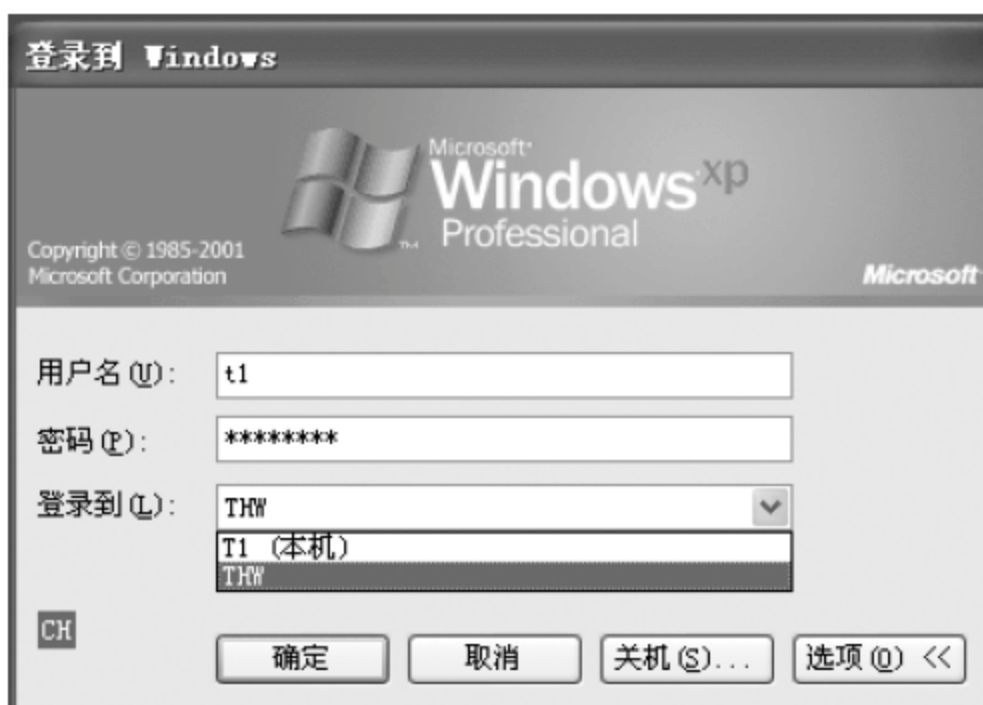 登录到 Windows
Microsoft®
Windows xp
Professional
TM
Copyright © 1985-2001
Microsoft Corporation
Microsoft
用户名(U): t1
密码(P): ********
登录到(L): THW
T1 (本机)
THW
CH
确定 取消 关机(S)... 选项(O) <<